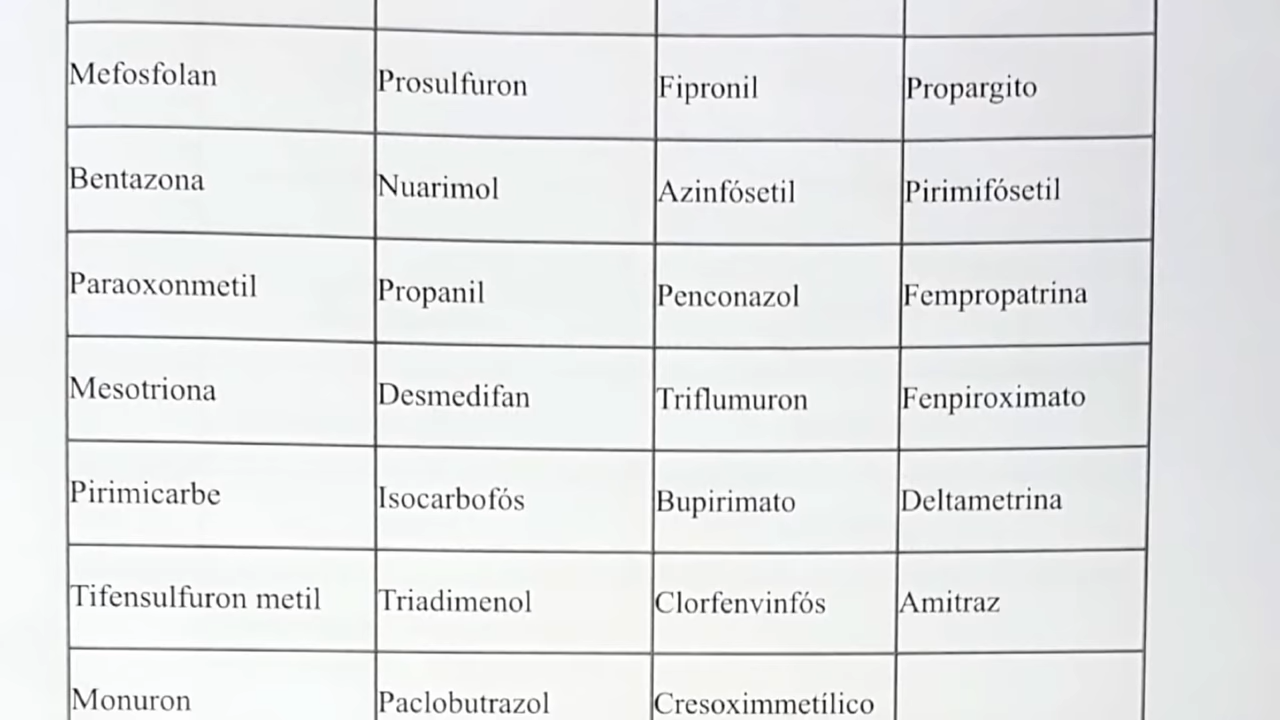 Mefosfolan Prosulfuron Fipronil Propargito
Bentazona Nuarimol Azinfósetil Pirimifósetil
Paraoxonmetil Propanil Penconazol Fempropatrina
Mesotriona Desmedifan Triflumuron Fenpiroximato
Pirimicarbe Isocarbofós Bupirimato Deltametrina
Tifensulfuron metil Triadimenol Clorfenvinfós Amitraz
Monuron Paclobutrazol Cresoximmetílico